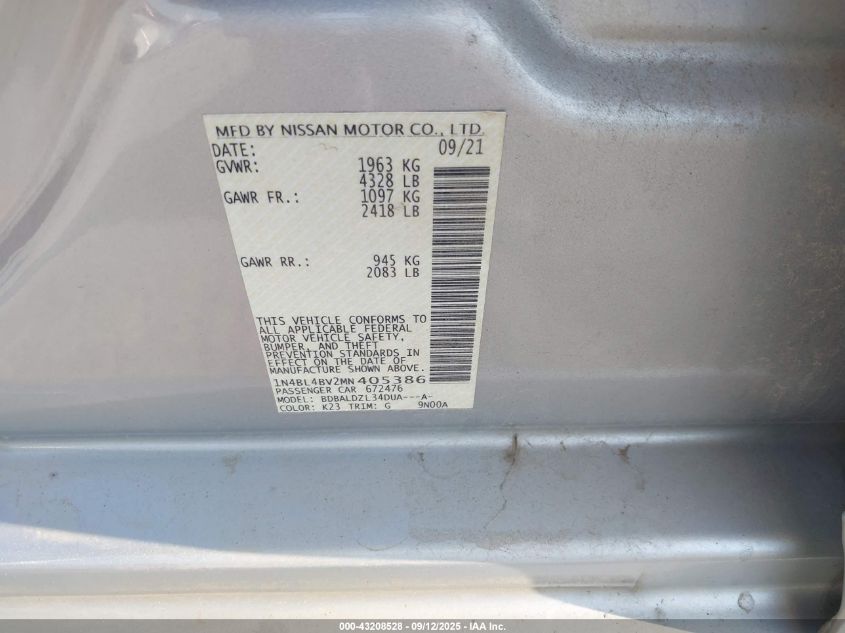 MFD BY NISSAN MOTOR CO., LTD.
DATE: 09/21
GVWR: 1963 KG
4328 LB
GAWR FR.: 1097 KG
2418 LB
GAWR RR.: 945 KG
2083 LB
THIS VEHICLE CONFORMS TO
ALL APPLICABLE FEDERAL
MOTOR VEHICLE SAFETY,
BUMPER, AND THEFT
PREVENTION STANDARDS IN
EFFECT ON THE DATE OF
MANUFACTURE SHOWN ABOVE.
1N4BL4BV2MN405386
PASSENGER CAR 672476
MODEL: BDBALDZL34DUA---A-
COLOR: K23 TRIM: G 9N00A
000-43208528 - 09/12/2025 - IAA Inc.